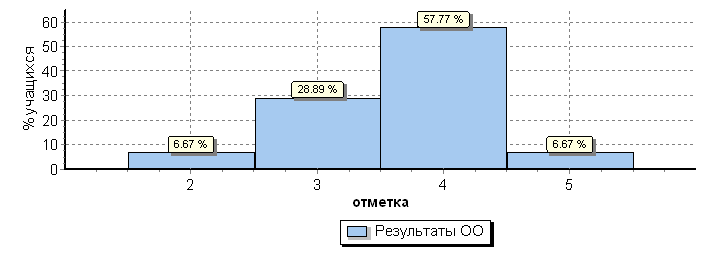 % учащихся
60
50
40
30
20
10
0
6.67 %
28.89 %
57.77 %
6.67 %
2 3 4 5
отметка
Результаты ОО